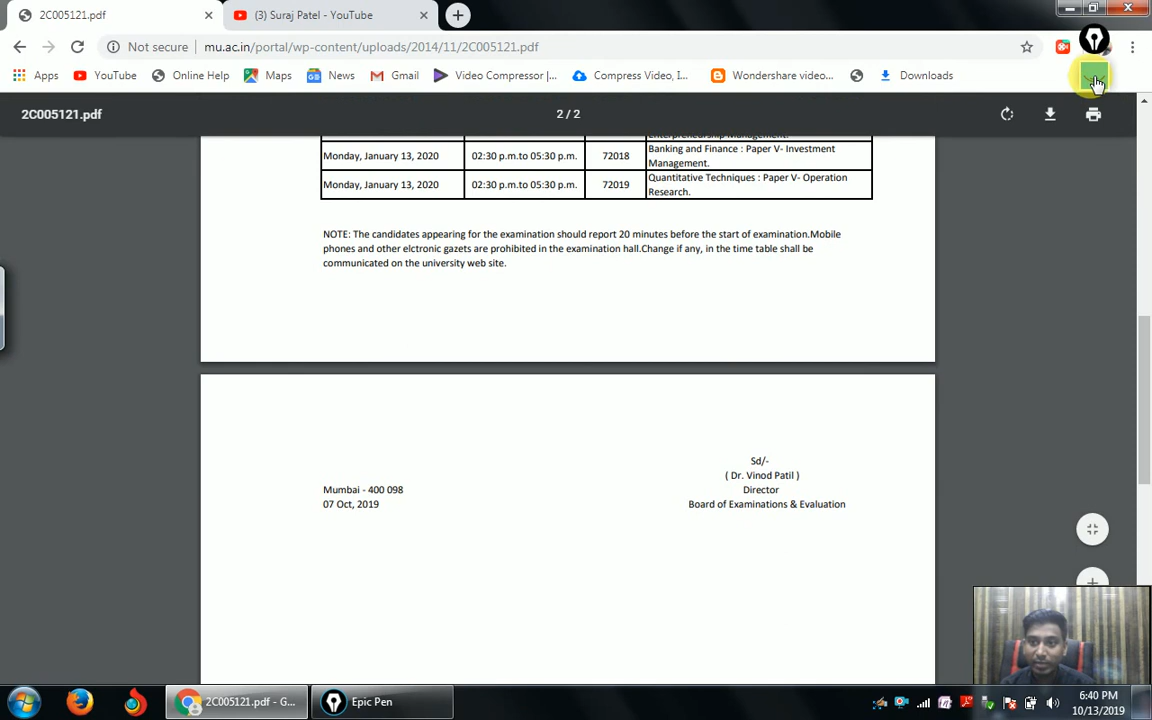 2C005121.pdf
(3) Suraj Patel - YouTube
Not secure
mu.ac.in/portal/wp-content/uploads/2014/11/2C005121.pdf
Apps YouTube Online Help Maps News Gmail Video Compressor |... Compress Video, I... Wondershare video... Downloads
2C005121.pdf
2 / 2
Monday, January 13, 2020 02:30 p.m.to 05:30 p.m. 72018 Banking and Finance : Paper V- Investment
Management.
Monday, January 13, 2020 02:30 p.m.to 05:30 p.m. 72019 Quantitative Techniques : Paper V- Operation
Research.
NOTE: The candidates appearing for the examination should report 20 minutes before the start of examination.Mobile
phones and other elctronic gazets are prohibited in the examination hall.Change if any, in the time table shall be
communicated on the university web site.
Sd/-
( Dr. Vinod Patil )
Mumbai - 400 098 Director
07 Oct, 2019 Board of Examinations & Evaluation
2C005121.pdf - G...
Epic Pen
6:40 PM
10/13/2019